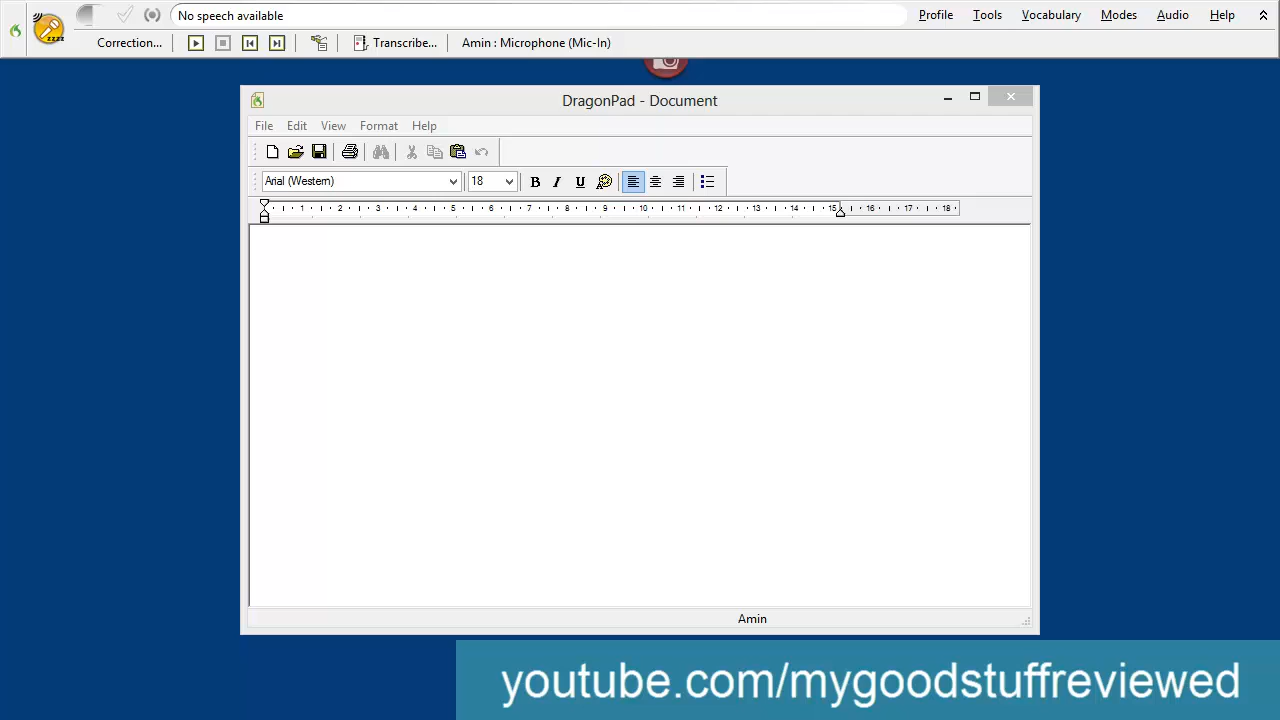 No speech available
Profile Tools Vocabulary Modes Audio Help
zzzz
Correction... Transcribe... Amin : Microphone (Mic-In)
DragonPad - Document
File Edit View Format Help
Arial (Western) 18 B I U
1 2 3 4 5 6 7 8 9 10 11 12 13 14 15 16 17 18
Amin
youtube.com/mygoodstuffreviewed